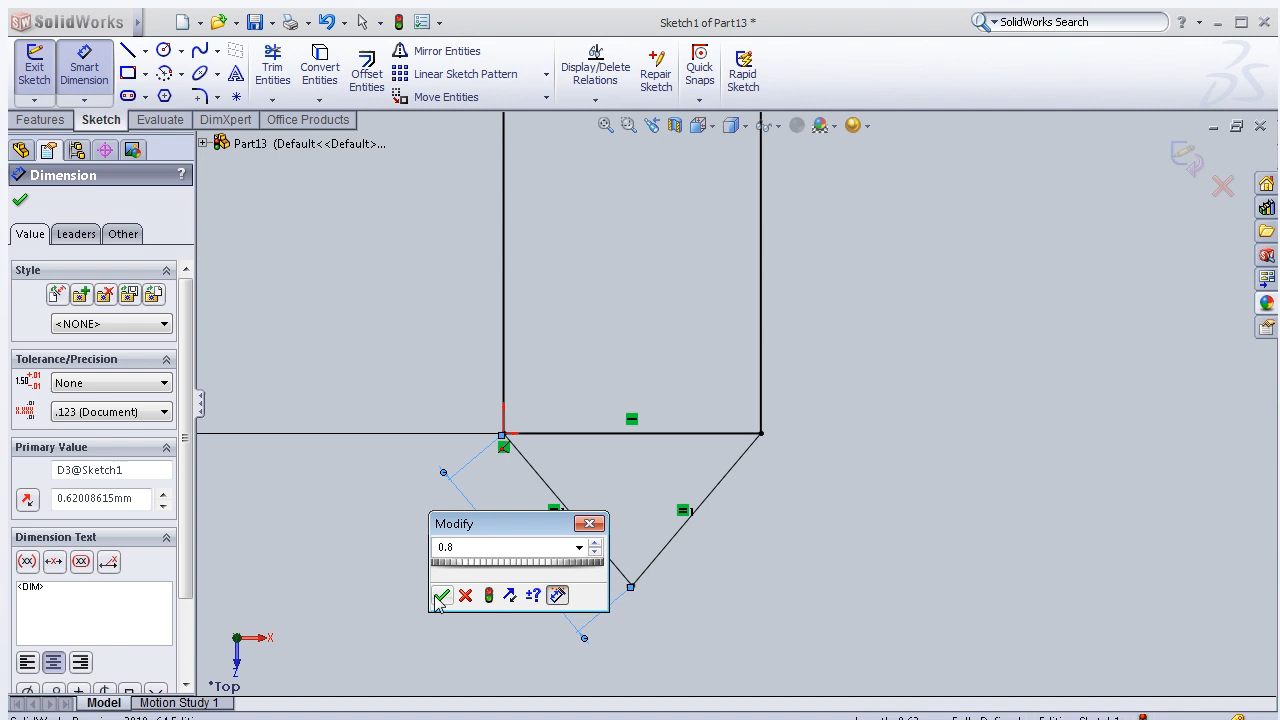 SolidWorks
Sketch1 of Part13 *
SolidWorks Search
?
Exit Sketch
Smart Dimension
Trim Entities
Convert Entities
Offset Entities
Mirror Entities
Linear Sketch Pattern
Move Entities
Display/Delete Relations
Repair Sketch
Quick Snaps
Rapid Sketch
Features
Sketch
Evaluate
DimXpert
Office Products
Part13 (Default<<Default>...
Dimension
?
Value
Leaders
Other
Style
<NONE>
Tolerance/Precision
None
.123 (Document)
Primary Value
D3@Sketch1
0.62008615mm
Dimension Text
<DIM>
Modify
0.8
X
Z
*Top
Model
Motion Study 1